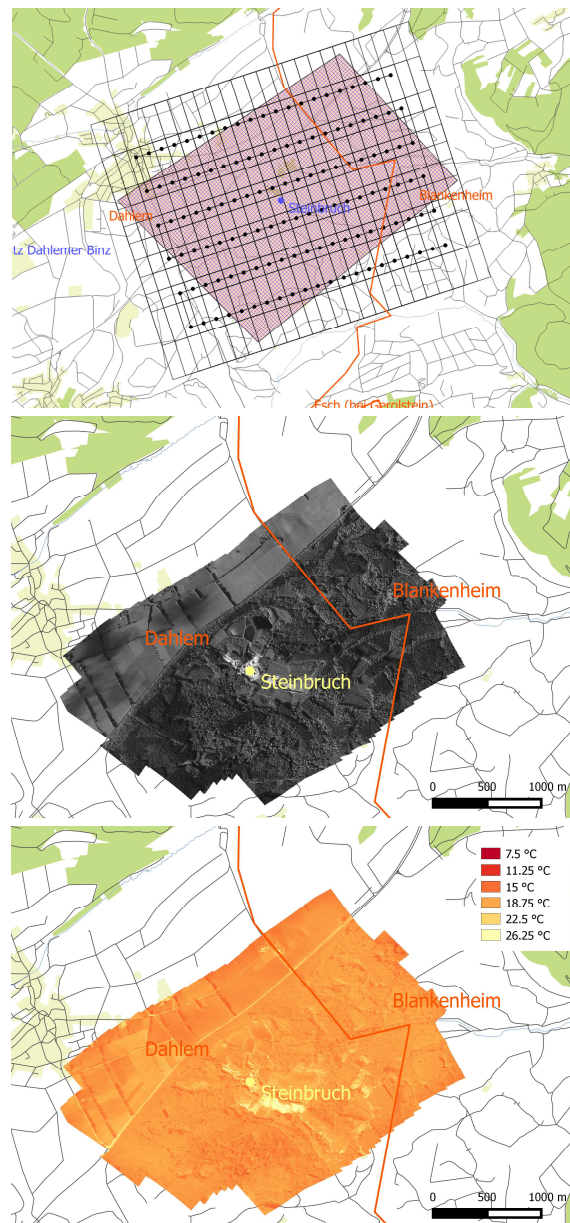 Dahlem
Steinbruch
Blankenheim
tz Dahlemer Binz
Esch (bei Gerolstein)
Blankenheim
Dahlem
Steinbruch
0 500 1000 m
7.5 °C
11.25 °C
15 °C
18.75 °C
22.5 °C
26.25 °C
Blankenheim
Dahlem
Steinbruch
0 500 1000 m